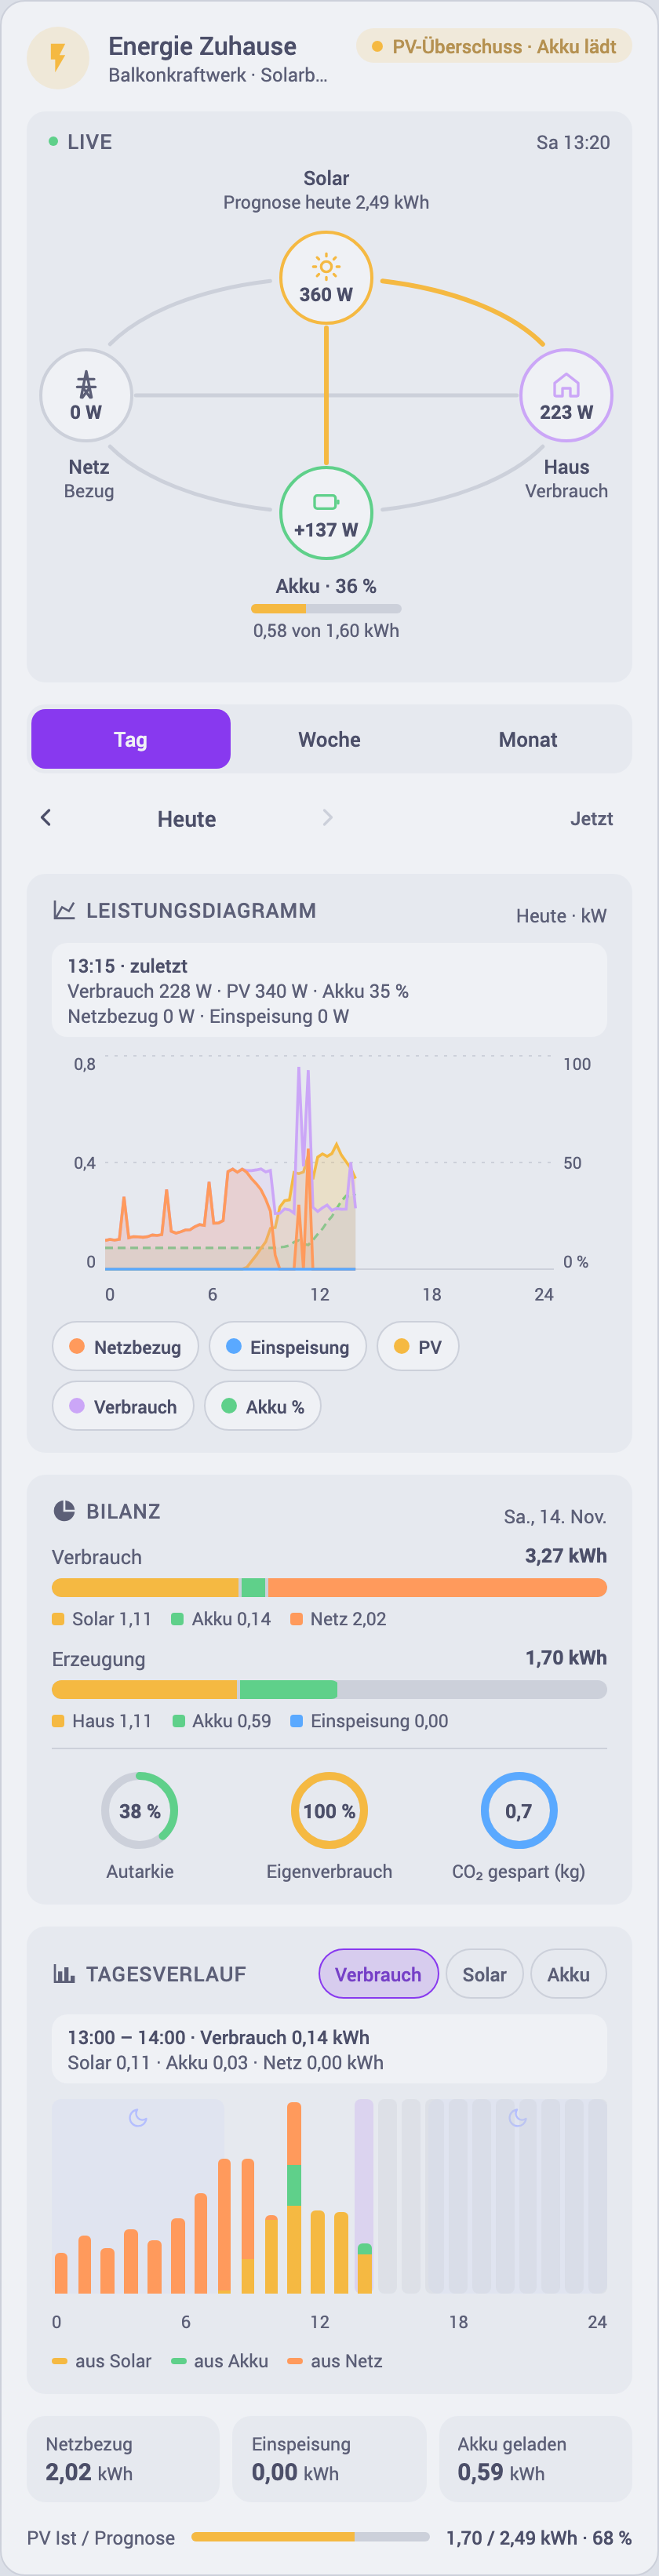 Energie Zuhause
Balkonkraftwerk · Solarb...
PV-Überschuss · Akku lädt
LIVE
Sa 13:20
Solar
Prognose heute 2,49 kWh
360 W
0 W
223 W
Netz
Bezug
Haus
Verbrauch
+137 W
Akku · 36 %
0,58 von 1,60 kWh
Tag
Woche
Monat
Heute
Jetzt
LEISTUNGSDIAGRAMM
Heute · kW
13:15 · zuletzt
Verbrauch 228 W · PV 340 W · Akku 35 %
Netzbezug 0 W · Einspeisung 0 W
0,8
100
0,4
50
0
0 %
0 6 12 18 24
Netzbezug
Einspeisung
PV
Verbrauch
Akku %
BILANZ
Sa., 14. Nov.
Verbrauch
3,27 kWh
Solar 1,11
Akku 0,14
Netz 2,02
Erzeugung
1,70 kWh
Haus 1,11
Akku 0,59
Einspeisung 0,00
38 %
100 %
0,7
Autarkie
Eigenverbrauch
CO₂ gespart (kg)
TAGESVERLAUF
Verbrauch
Solar
Akku
13:00 – 14:00 · Verbrauch 0,14 kWh
Solar 0,11 · Akku 0,03 · Netz 0,00 kWh
0 6 12 18 24
aus Solar
aus Akku
aus Netz
Netzbezug
2,02 kWh
Einspeisung
0,00 kWh
Akku geladen
0,59 kWh
PV Ist / Prognose
1,70 / 2,49 kWh · 68 %